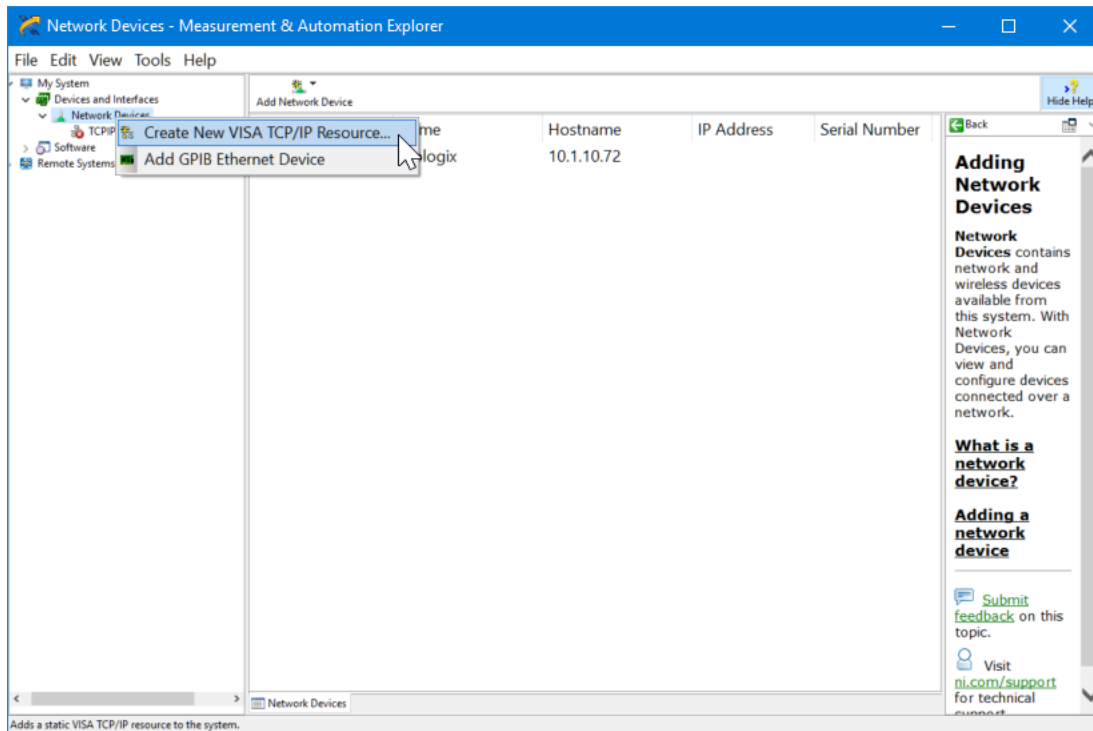 Network Devices - Measurement & Automation Explorer
File Edit View Tools Help
My System
Devices and Interfaces
Network Devices
TCPIP
Software
Remote Systems
Create New VISA TCP/IP Resource...
Add GPIB Ethernet Device
Add Network Device
Hide Help
me Hostname IP Address Serial Number
logix 10.1.10.72
Back
Adding
Network
Devices
Network
Devices contains
network and
wireless devices
available from
this system. With
Network
Devices, you can
view and
configure devices
connected over a
network.
What is a
network
device?
Adding a
network
device
Submit
feedback on this
topic.
Visit
ni.com/support
for technical
support
Network Devices
Adds a static VISA TCP/IP resource to the system.